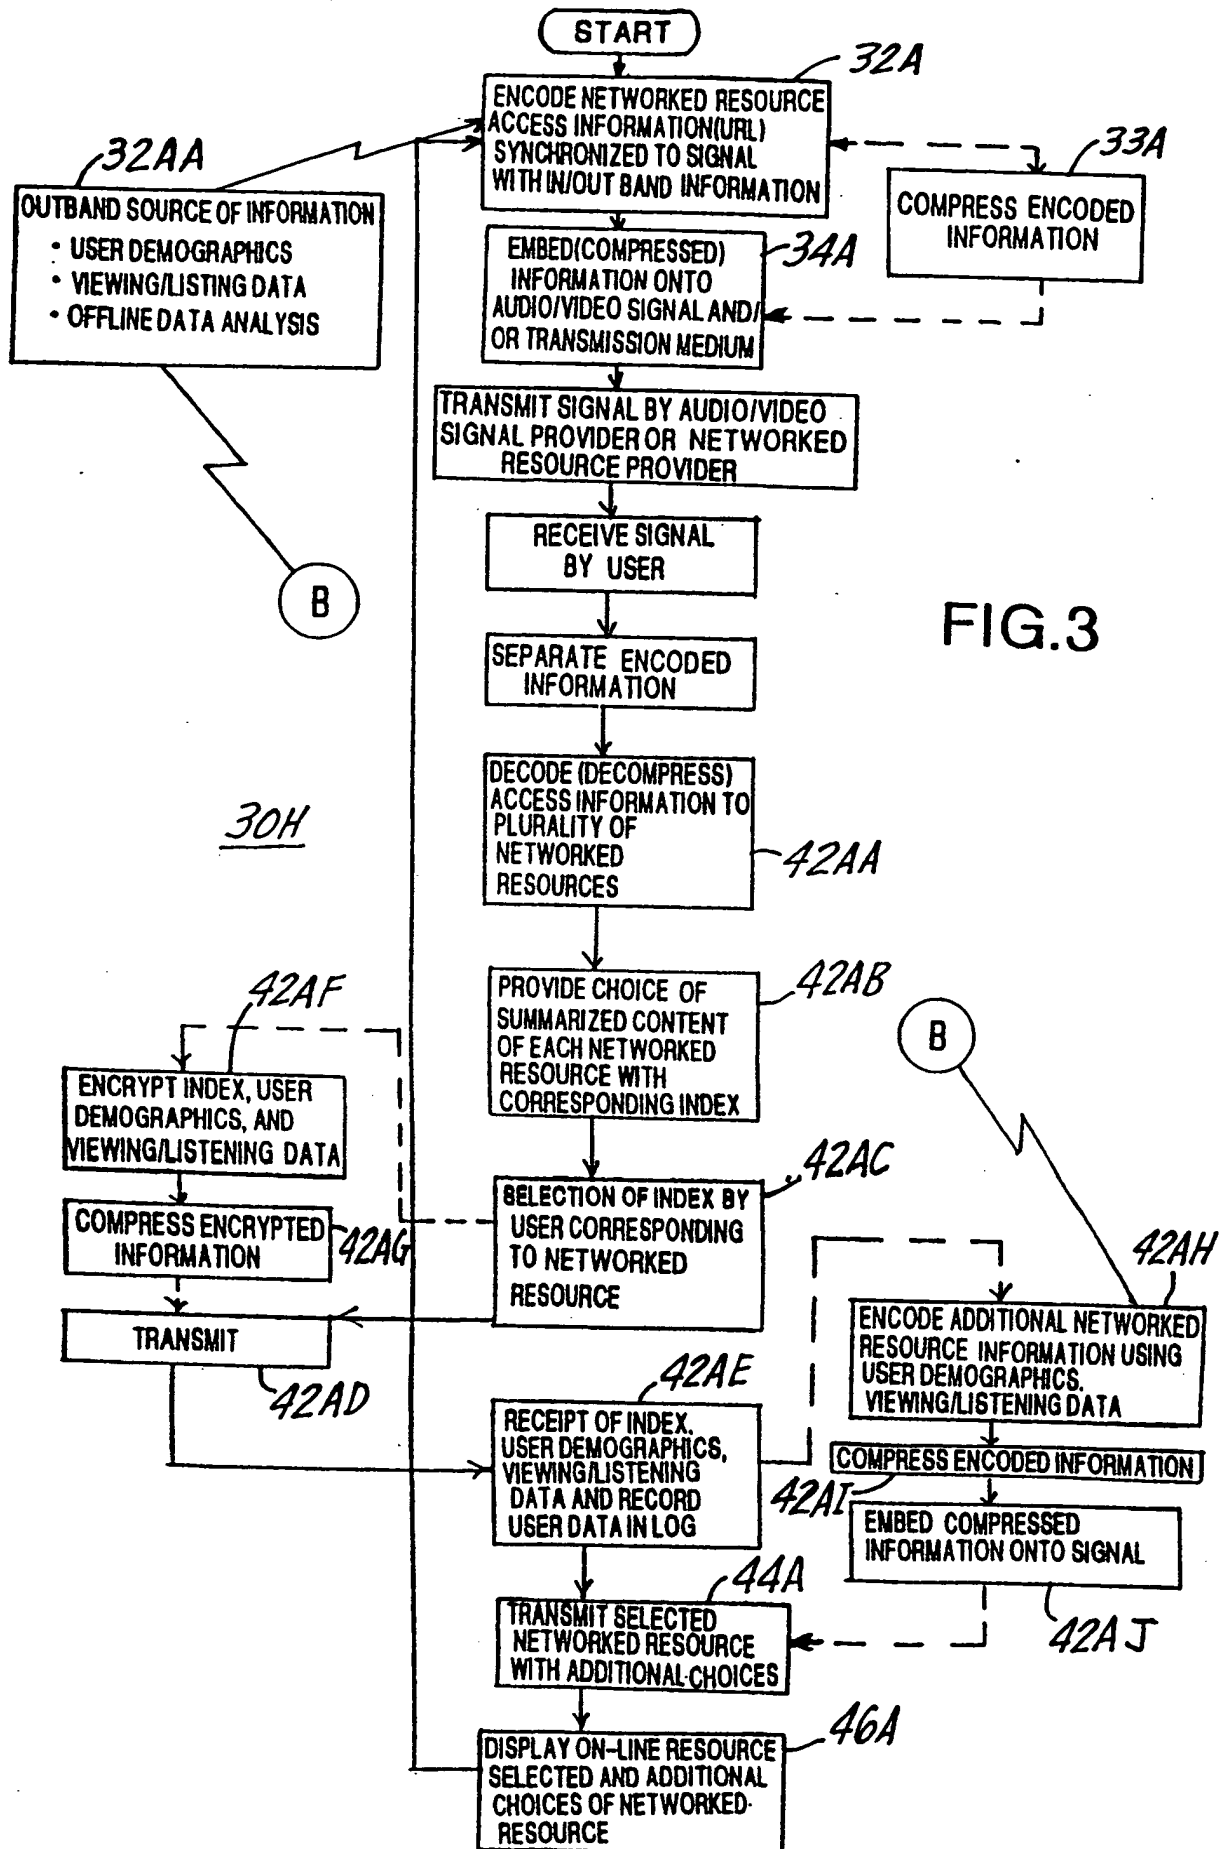 START
32A
ENCODE NETWORKED RESOURCE
ACCESS INFORMATION(URL)
SYNCHRONIZED TO SIGNAL
WITH IN/OUT BAND INFORMATION
32AA
OUTBAND SOURCE OF INFORMATION
• USER DEMOGRAPHICS
• VIEWING/LISTING DATA
• OFFLINE DATA ANALYSIS
33A
COMPRESS ENCODED
INFORMATION
34A
EMBED(COMPRESSED)
INFORMATION ONTO
AUDIO/VIDEO SIGNAL AND/
OR TRANSMISSION MEDIUM
TRANSMIT SIGNAL BY AUDIO/VIDEO
SIGNAL PROVIDER OR NETWORKED
RESOURCE PROVIDER
RECEIVE SIGNAL
BY USER
B
FIG.3
SEPARATE ENCODED
INFORMATION
DECODE (DECOMPRESS)
ACCESS INFORMATION TO
PLURALITY OF
NETWORKED
RESOURCES
42AA
30H
PROVIDE CHOICE OF
SUMMARIZED CONTENT
OF EACH NETWORKED
RESOURCE WITH
CORRESPONDING INDEX
42AB
B
42AF
ENCRYPT INDEX, USER
DEMOGRAPHICS, AND
VIEWING/LISTENING DATA
42AC
SELECTION OF INDEX BY
USER CORRESPONDING
TO NETWORKED
RESOURCE
COMPRESS ENCRYPTED
INFORMATION
42AG
TRANSMIT
42AD
42AH
ENCODE ADDITIONAL NETWORKED
RESOURCE INFORMATION USING
USER DEMOGRAPHICS,
VIEWING/LISTENING DATA
42AE
RECEIPT OF INDEX,
USER DEMOGRAPHICS,
VIEWING/LISTENING
DATA AND RECORD
USER DATA IN LOG
COMPRESS ENCODED INFORMATION
42AI
EMBED COMPRESSED
INFORMATION ONTO SIGNAL
42AJ
44A
TRANSMIT SELECTED
NETWORKED RESOURCE
WITH ADDITIONAL CHOICES
46A
DISPLAY ON-LINE RESOURCE
SELECTED AND ADDITIONAL
CHOICES OF NETWORKED
RESOURCE